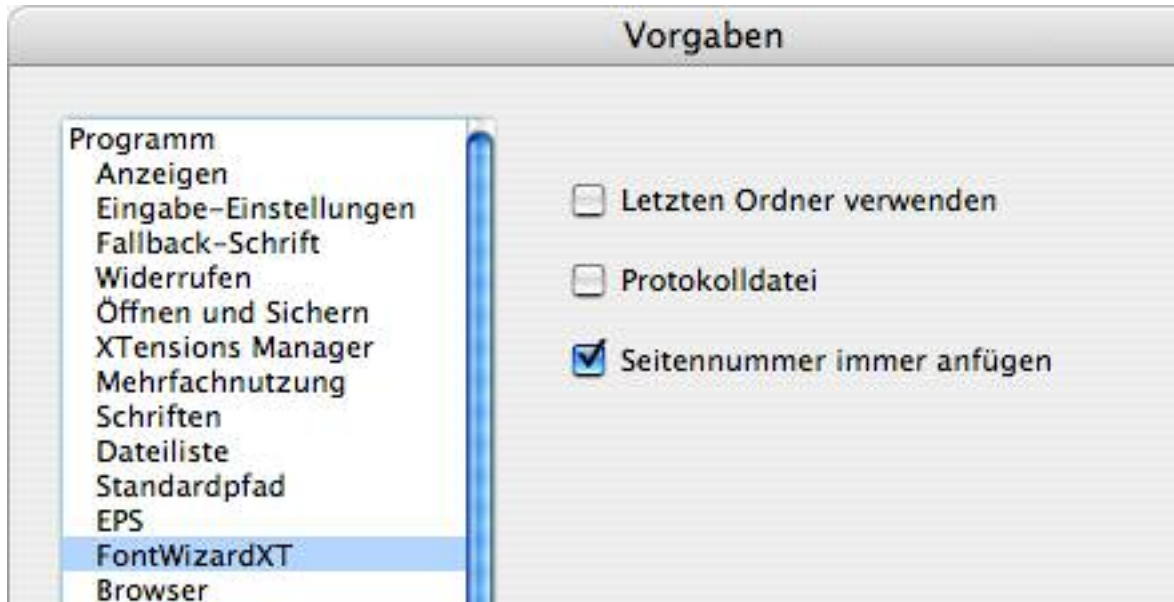 Vorgaben
Programm
Anzeigen
Eingabe-Einstellungen
Fallback-Schrift
Widerrufen
Öffnen und Sichern
XTensions Manager
Mehrfachnutzung
Schriften
Dateiliste
Standardpfad
EPS
FontWizardXT
Browser
Letzten Ordner verwenden
Protokolldatei
Seitennummer immer anfügen